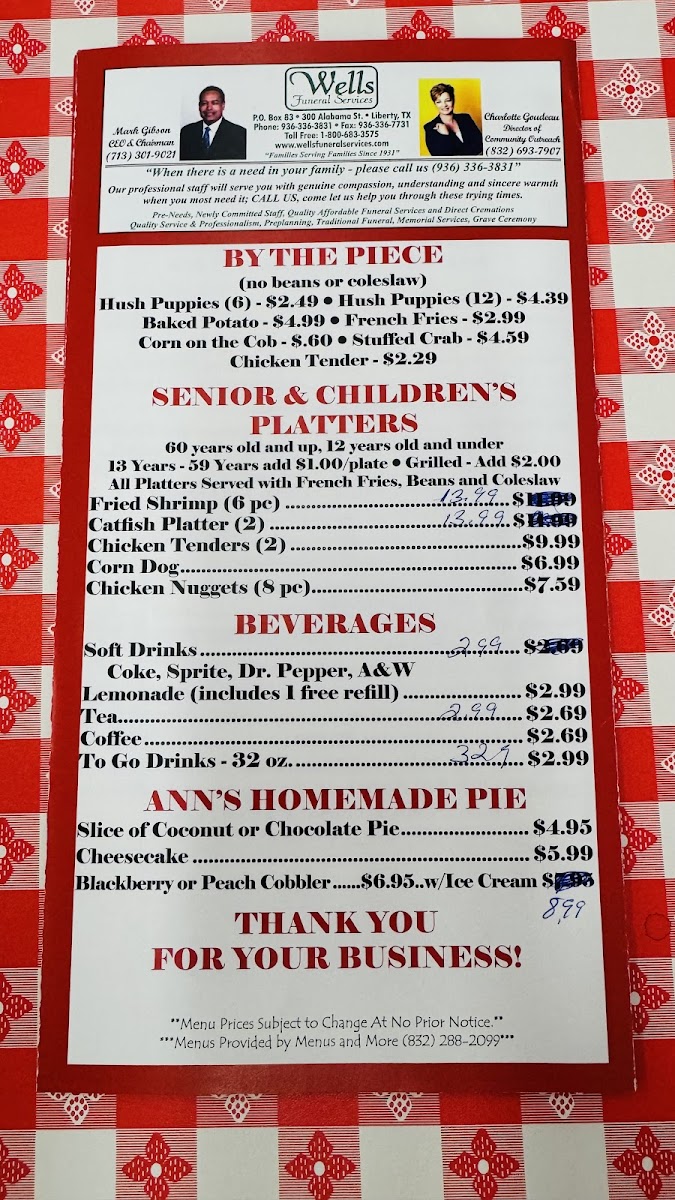 Wells
Funeral Services
P.O. Box 83 • 300 Alabama St. • Liberty, TX
Phone: 936-336-3831 • Fax: 936-336-7731
Toll Free: 1-800-683-3575
www.wellsfuneralservices.com
"Families Serving Families Since 1931"
Mark Gibson
CEO & Chairman
(713) 301-9021
Charlotte Goudeau
Director of
Community Outreach
(832) 693-7907
"When there is a need in your family - please call us (936) 336-3831"
Our professional staff will serve you with genuine compassion, understanding and sincere warmth
when you most need it; CALL US, come let us help you through these trying times.
Pre-Needs, Newly Committed Staff, Quality Affordable Funeral Services and Direct Cremations
Quality Service & Professionalism, Preplanning, Traditional Funeral, Memorial Services, Grave Ceremony
BY THE PIECE
(no beans or coleslaw)
Hush Puppies (6) - $2.49 • Hush Puppies (12) - $4.39
Baked Potato - $4.99 • French Fries - $2.99
Corn on the Cob - $.60 • Stuffed Crab - $4.59
Chicken Tender - $2.29
SENIOR & CHILDREN'S
PLATTERS
60 years old and up, 12 years old and under
13 Years - 59 Years add $1.00/plate • Grilled - Add $2.00
All Platters Served with French Fries, Beans and Coleslaw
Fried Shrimp (6 pc) ........ 13.99 $11.99
Catfish Platter (2) ........ 13.99 $11.99
Chicken Tenders (2) ........ $9.99
Corn Dog........ $6.99
Chicken Nuggets (8 pc)........ $7.59
BEVERAGES
Soft Drinks ........ 2.99 $2.69
Coke, Sprite, Dr. Pepper, A&W
Lemonade (includes 1 free refill) ........ $2.99
Tea........ 2.99 $2.69
Coffee ........ $2.69
To Go Drinks - 32 oz. ........ 329 $2.99
ANN'S HOMEMADE PIE
Slice of Coconut or Chocolate Pie........ $4.95
Cheesecake ........ $5.99
Blackberry or Peach Cobbler ......$6.95..w/Ice Cream $7.95
8,99
THANK YOU
FOR YOUR BUSINESS!
**Menu Prices Subject to Change At No Prior Notice.**
***Menus Provided by Menus and More (832) 288-2099***